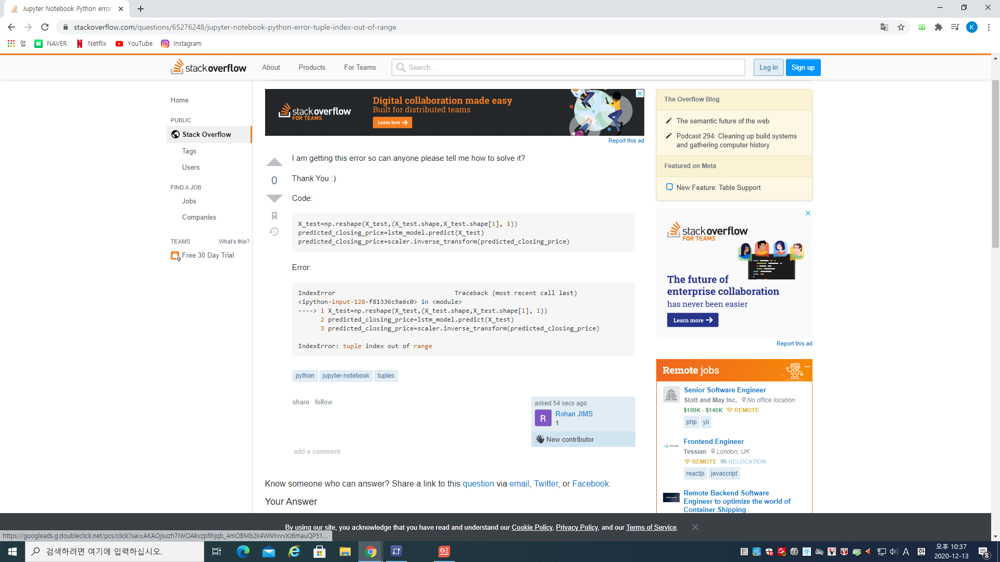 Jupyter Notebook Python error:
stackoverflow.com/questions/65276248/jupyter-notebook-python-error-tuple-index-out-of-range
K
앱
NAVER
Netflix
YouTube
Instagram
stackoverflow
About
Products
For Teams
Search...
Log in
Sign up
Home
PUBLIC
Stack Overflow
Tags
Users
FIND A JOB
Jobs
Companies
TEAMS
What's this?
Free 30 Day Trial
stackoverflow
FOR TEAMS
Digital collaboration made easy
Built for distributed teams
Learn how →
Report this ad
I am getting this error so can anyone please tell me how to solve it?
0
Thank You :)
Code:
X_test=np.reshape(X_test,(X_test.shape,X_test.shape[1], 1))
predicted_closing_price=lstm_model.predict(X_test)
predicted_closing_price=scaler.inverse_transform(predicted_closing_price)
Error:
IndexError                                Traceback (most recent call last)
<ipython-input-128-f81336c9a6c0> in <module>
----> 1 X_test=np.reshape(X_test,(X_test.shape,X_test.shape[1], 1))
      2 predicted_closing_price=lstm_model.predict(X_test)
      3 predicted_closing_price=scaler.inverse_transform(predicted_closing_price)
IndexError: tuple index out of range
python
jupyter-notebook
tuples
share follow
asked 54 secs ago
R
Rohan JIMS
1
New contributor
add a comment
Know someone who can answer? Share a link to this question via email, Twitter, or Facebook.
Your Answer
The Overflow Blog
The semantic future of the web
Podcast 294: Cleaning up build systems
and gathering computer history
Featured on Meta
New Feature: Table Support
stackoverflow
FOR TEAMS
The future of
enterprise collaboration
has never been easier
Learn more →
Report this ad
Remote jobs
Senior Software Engineer
Stott and May Inc. No office location
$100K - $140K REMOTE
php yii
Frontend Engineer
Tessian London, UK
REMOTE RELOCATION
reactjs javascript
Remote Backend Software
Engineer to optimize the world of
Container Shipping
By using our site, you acknowledge that you have read and understand our Cookie Policy, Privacy Policy, and our Terms of Service.
검색하려면 여기에 입력하십시오.
A
한
오후 10:37
2020-12-13
8